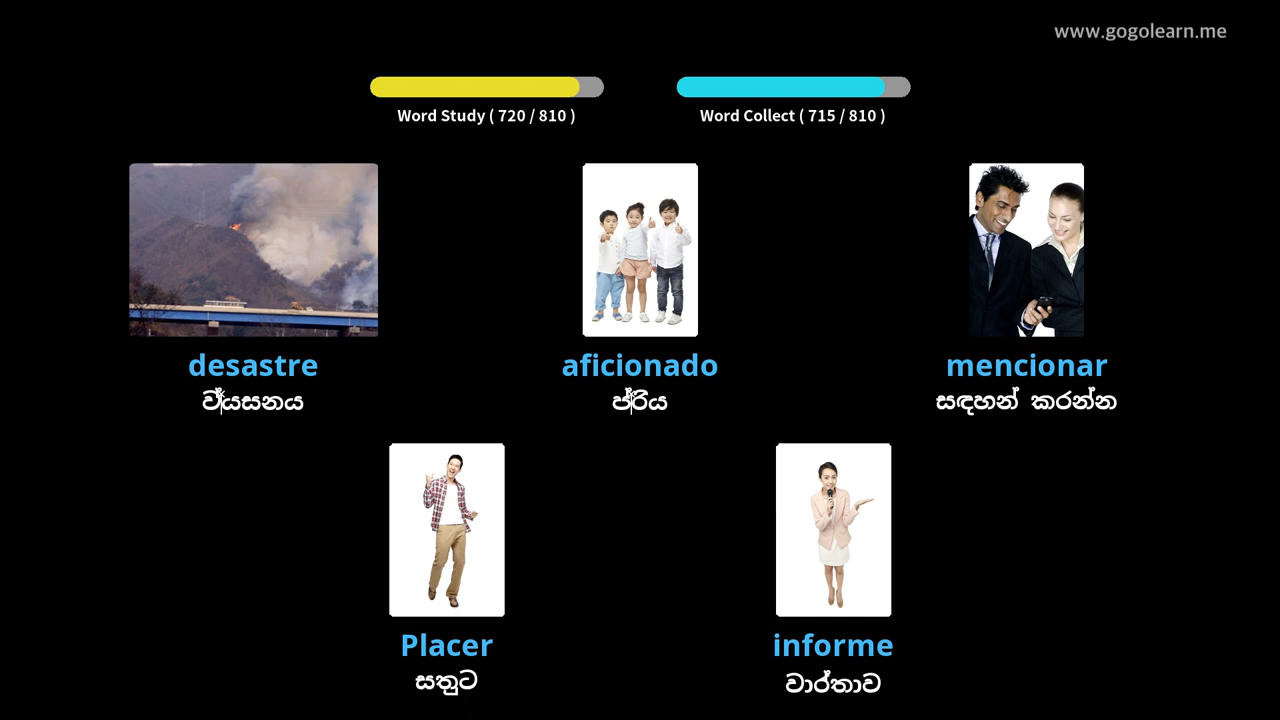 www.gogolearn.me
Word Study ( 720 / 810 )
Word Collect ( 715 / 810 )
desastre
ව්‍යසනය
aficionado
ප්‍රිය
mencionar
සඳහන් කරන්න
Placer
සතුට
informe
වාර්තාව